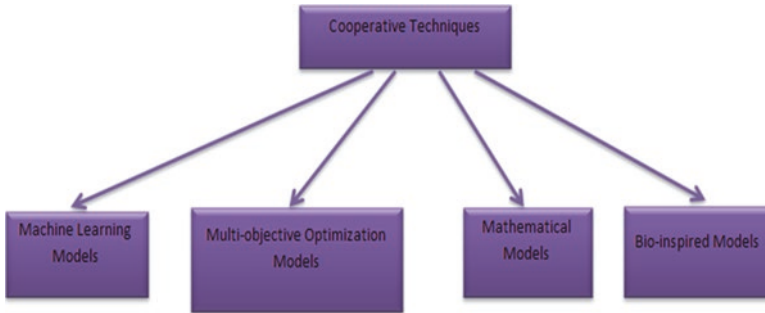 Cooperative Techniques
Machine Learning
Models
Multi-objective Optimization
Models
Mathematical
Models
Bio-inspired Models